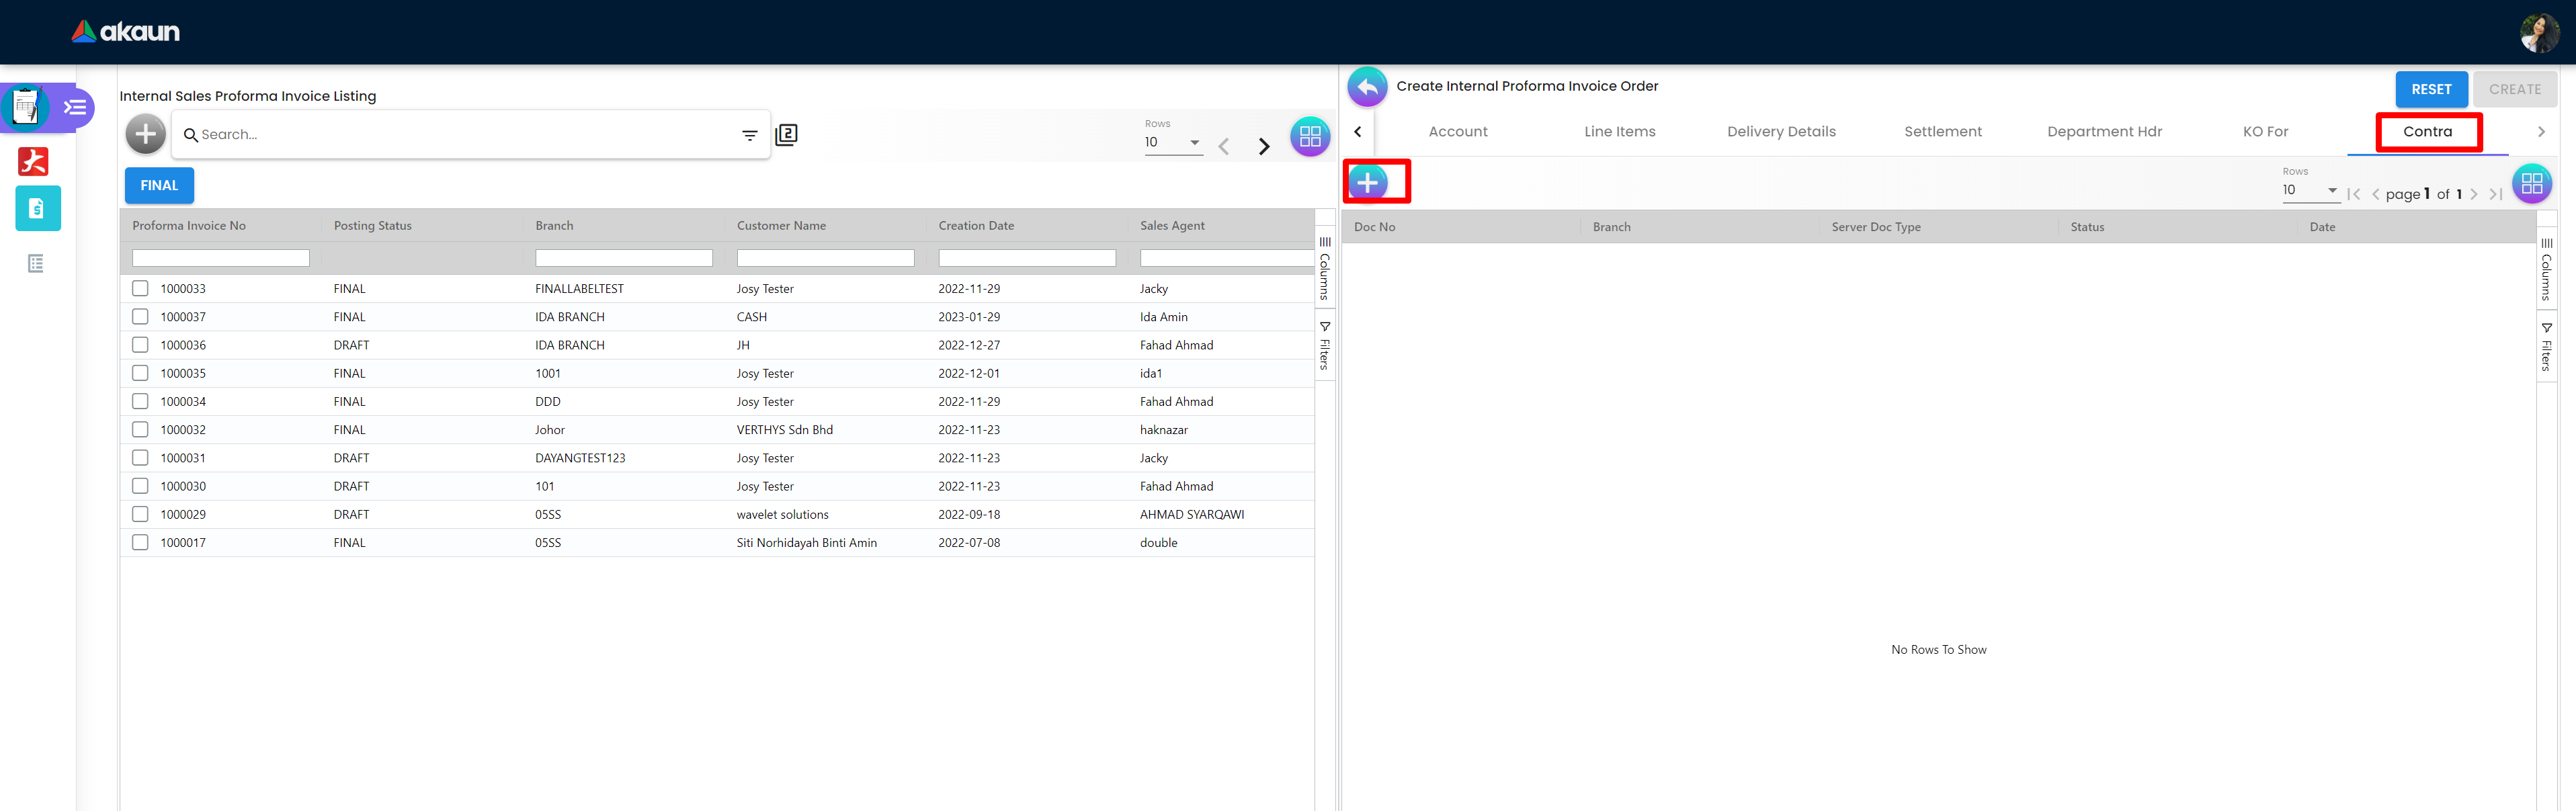 akaun
Internal Sales Proforma Invoice Listing
Search...
2
Rows
10
FINAL
Proforma Invoice No Posting Status Branch Customer Name Creation Date Sales Agent
1000033 FINAL FINALLABELTEST Josy Tester 2022-11-29 Jacky
1000037 FINAL IDA BRANCH CASH 2023-01-29 Ida Amin
1000036 DRAFT IDA BRANCH JH 2022-12-27 Fahad Ahmad
1000035 FINAL 1001 Josy Tester 2022-12-01 ida1
1000034 FINAL DDD Josy Tester 2022-11-29 Fahad Ahmad
1000032 FINAL Johor VERTHYS Sdn Bhd 2022-11-23 haknazar
1000031 DRAFT DAYANGTEST123 Josy Tester 2022-11-23 Jacky
1000030 DRAFT 101 Josy Tester 2022-11-23 Fahad Ahmad
1000029 DRAFT 05SS wavelet solutions 2022-09-18 AHMAD SYARQAWI
1000017 FINAL 05SS Siti Norhidayah Binti Amin 2022-07-08 double
Columns
Filters
Create Internal Proforma Invoice Order
RESET CREATE
Account Line Items Delivery Details Settlement Department Hdr KO For Contra
Rows
10
page 1 of 1
Doc No Branch Server Doc Type Status Date
No Rows To Show
Columns
Filters